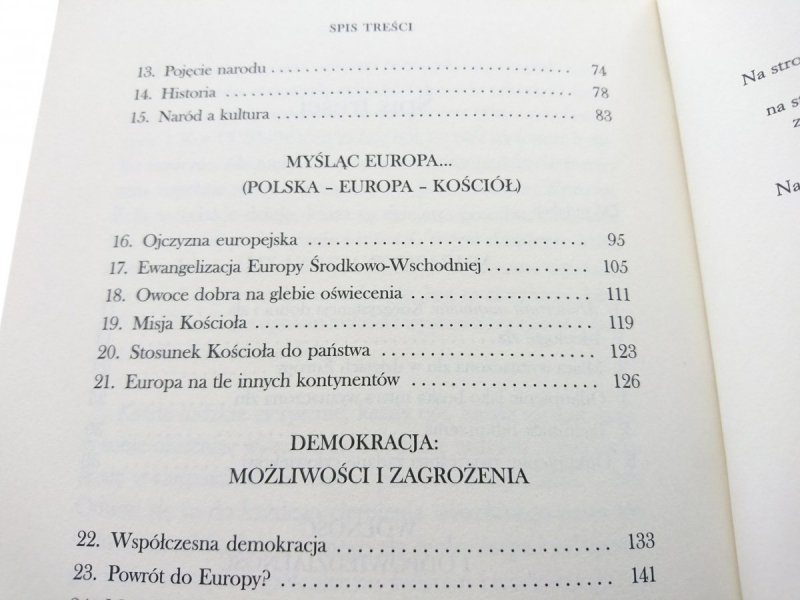 SPIS TREŚCI
13. Pojęcie narodu ........................................ 74
14. Historia ........................................ 78
15. Naród a kultura ........................................ 83
MYŚLĄC EUROPA...
(POLSKA – EUROPA – KOŚCIÓŁ)
16. Ojczyzna europejska ........................................ 95
17. Ewangelizacja Europy Środkowo-Wschodniej .................. 105
18. Owoce dobra na glebie oświecenia .......................... 111
19. Misja Kościoła ........................................ 119
20. Stosunek Kościoła do państwa .............................. 123
21. Europa na tle innych kontynentów .......................... 126
DEMOKRACJA:
MOŻLIWOŚCI I ZAGROŻENIA
22. Współczesna demokracja .............................. 133
23. Powrót do Europy? .............................. 141
Na stro
na s
z
Na